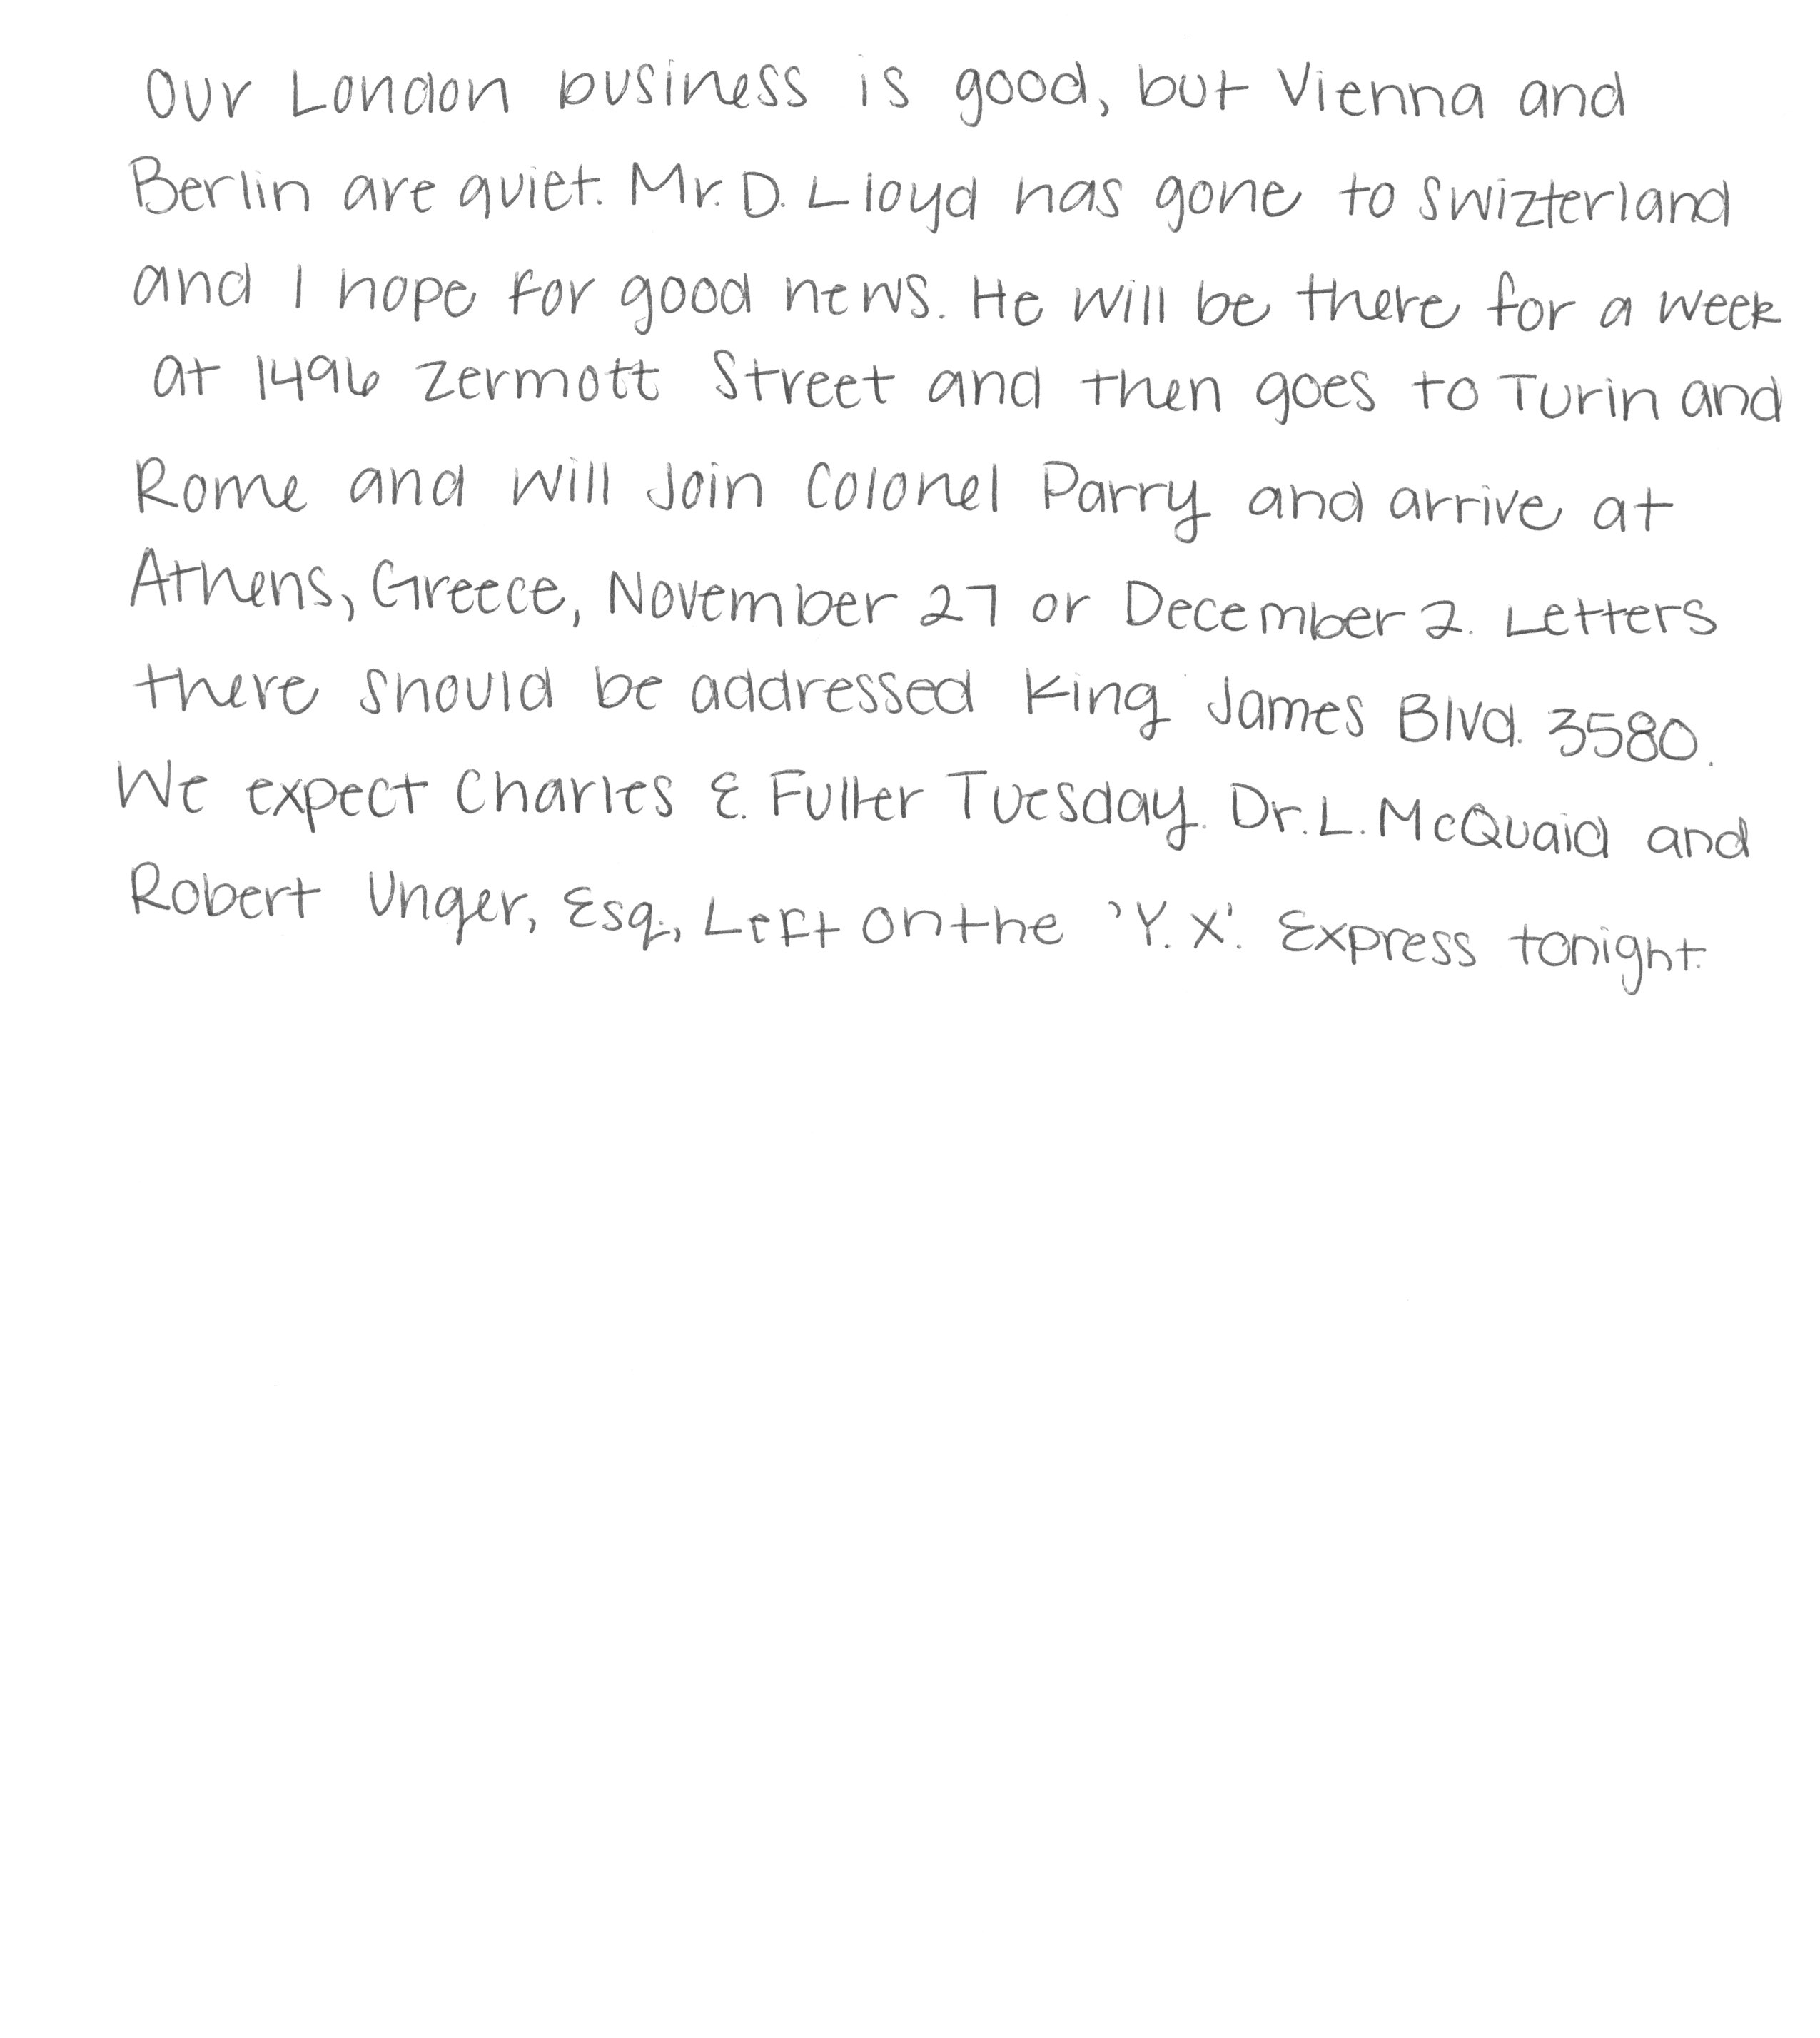 Our London business is good, but Vienna and
Berlin are quiet. Mr. D. Lloyd has gone to Swizterland
and I hope for good news. He will be there for a week
at 1496 Zermott Street and then goes to Turin and
Rome and will join Colonel Parry and arrive at
Athens, Greece, November 27 or December 2. Letters
there should be addressed King James Blvd. 3580.
We expect Charles E. Fuller Tuesday. Dr. L. McQuaid and
Robert Unger, Esq., Left on the 'Y.X.' Express tonight.